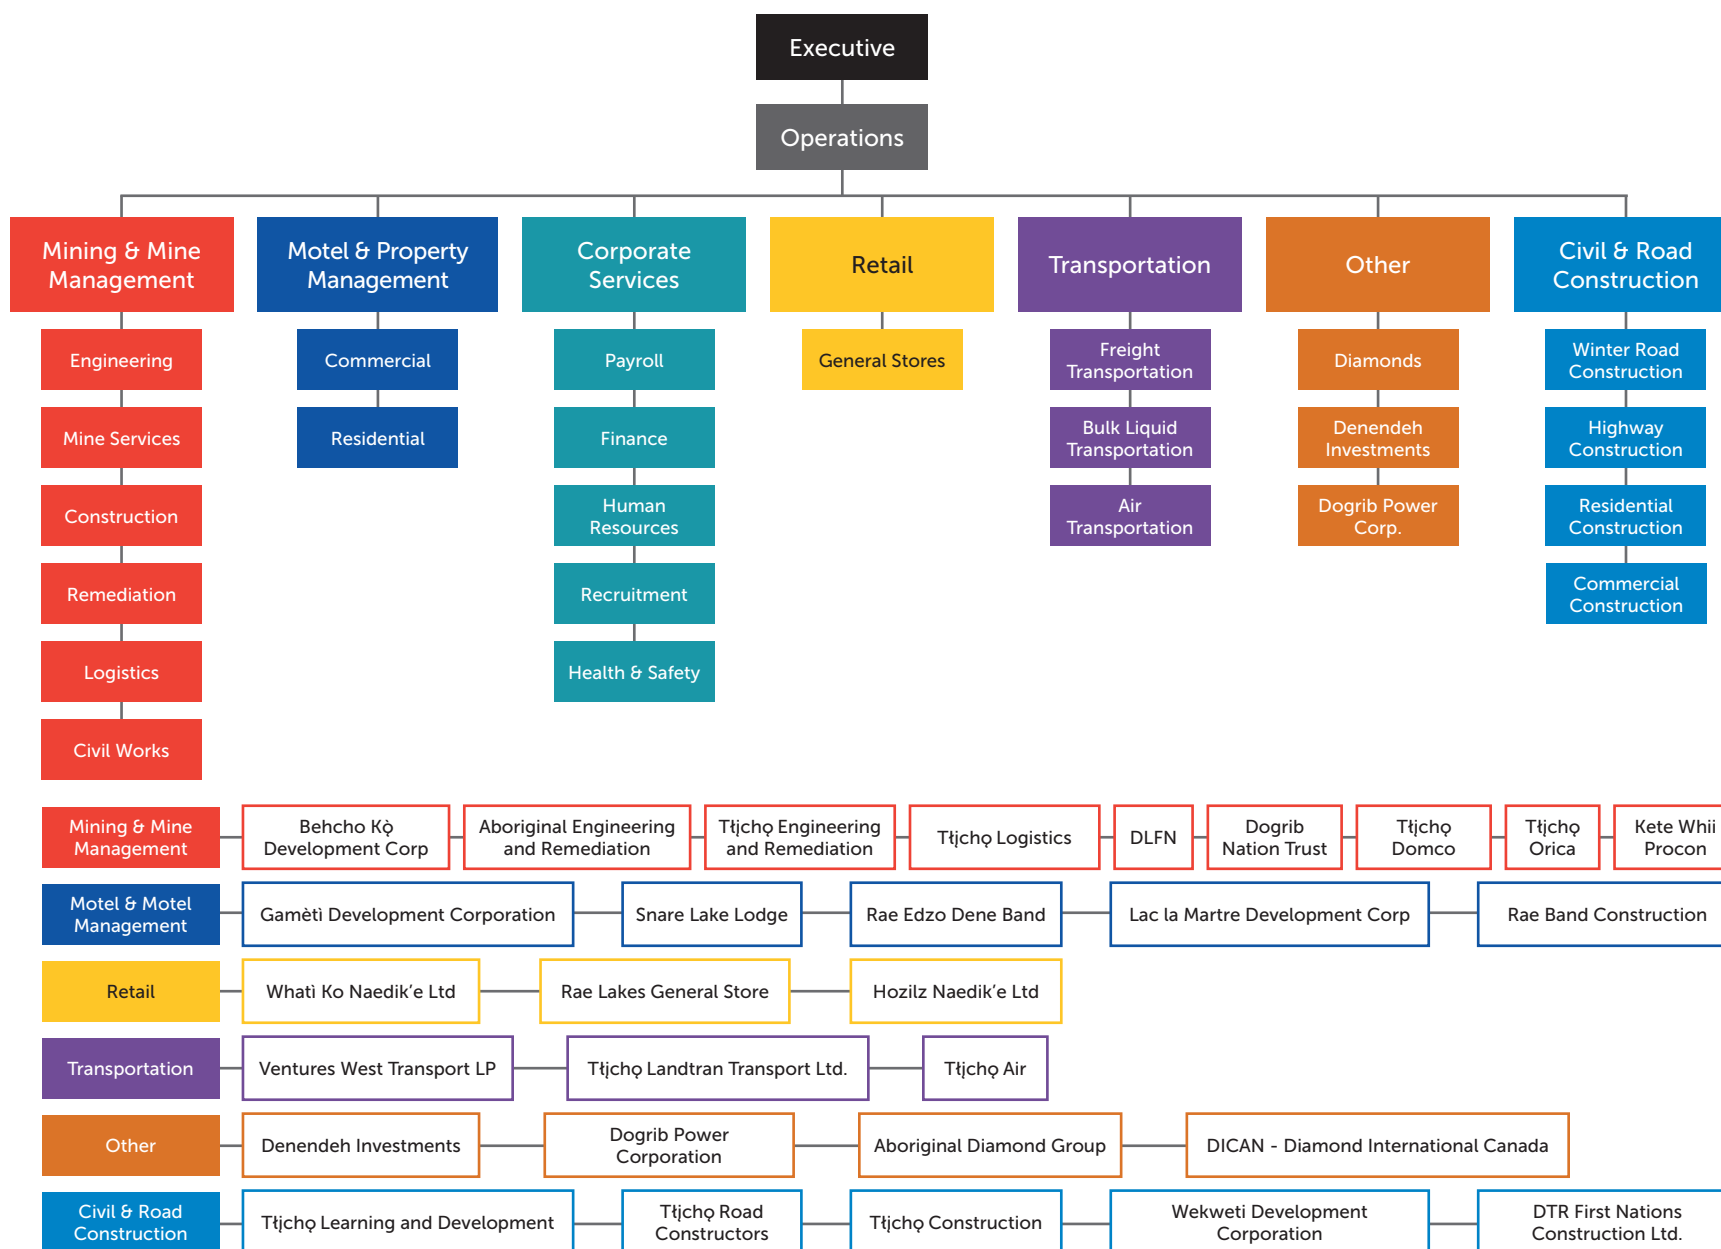 Executive
Operations
Mining & Mine
Management
Motel & Property
Management
Corporate
Services
Retail
Transportation
Other
Civil & Road
Construction
Engineering
Mine Services
Construction
Remediation
Logistics
Civil Works
Commercial
Residential
Payroll
Finance
Human
Resources
Recruitment
Health & Safety
General Stores
Freight
Transportation
Bulk Liquid
Transportation
Air
Transportation
Diamonds
Denendeh
Investments
Dogrib Power
Corp.
Winter Road
Construction
Highway
Construction
Residential
Construction
Commercial
Construction
Mining & Mine
Management
Behcho Kǫ̀
Development Corp
Aboriginal Engineering
and Remediation
Tłı̨chǫ Engineering
and Remediation
Tłı̨chǫ Logistics
DLFN
Dogrib
Nation Trust
Tłı̨chǫ
Domco
Tłı̨chǫ
Orica
Kete Whii
Procon
Motel & Motel
Management
Gamètì Development Corporation
Snare Lake Lodge
Rae Edzo Dene Band
Lac la Martre Development Corp
Rae Band Construction
Retail
Whatì Ko Naedik’e Ltd
Rae Lakes General Store
Hozilz Naedik’e Ltd
Transportation
Ventures West Transport LP
Tłı̨chǫ Landtran Transport Ltd.
Tłı̨chǫ Air
Other
Denendeh Investments
Dogrib Power
Corporation
Aboriginal Diamond Group
DICAN - Diamond International Canada
Civil & Road
Construction
Tłı̨chǫ Learning and Development
Tłı̨chǫ Road
Constructors
Tłı̨chǫ Construction
Wekweti Development
Corporation
DTR First Nations
Construction Ltd.